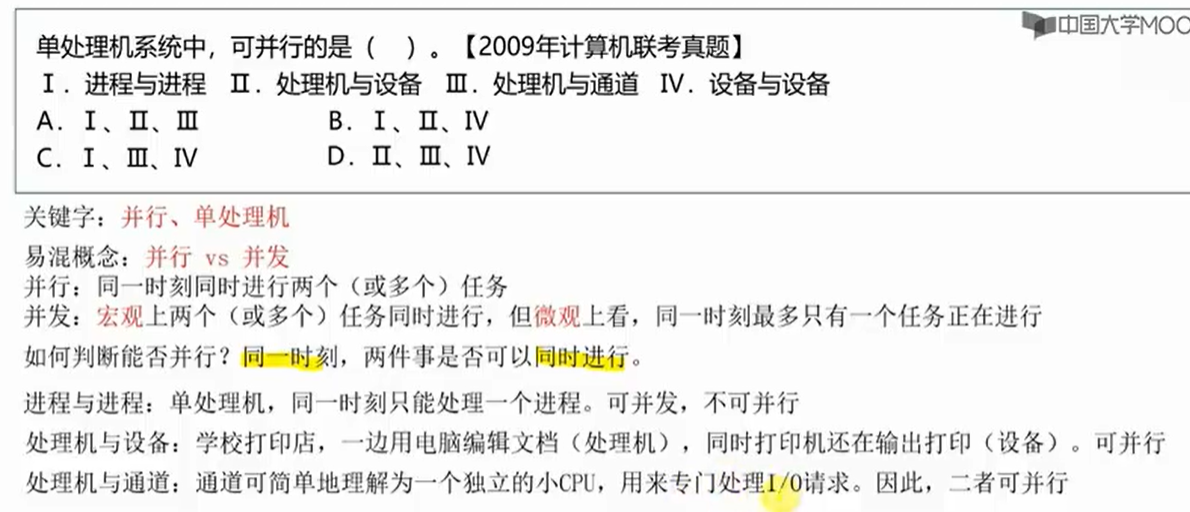 中国大学MOO
单处理机系统中，可并行的是（ ）。【2009年计算机联考真题】
Ⅰ．进程与进程 Ⅱ．处理机与设备 Ⅲ．处理机与通道 Ⅳ．设备与设备
A．Ⅰ、Ⅱ、Ⅲ B．Ⅰ、Ⅱ、Ⅳ
C．Ⅰ、Ⅲ、Ⅳ D．Ⅱ、Ⅲ、Ⅳ
关键字：并行、单处理机
易混概念：并行 vs 并发
并行：同一时刻同时进行两个（或多个）任务
并发：宏观上两个（或多个）任务同时进行，但微观上看，同一时刻最多只有一个任务正在进行
如何判断能否并行？同一时刻，两件事是否可以同时进行。
进程与进程：单处理机，同一时刻只能处理一个进程。可并发，不可并行
处理机与设备：学校打印店，一边用电脑编辑文档（处理机），同时打印机还在输出打印（设备）。可并行
处理机与通道：通道可简单地理解为一个独立的小CPU，用来专门处理I/O请求。因此，二者可并行